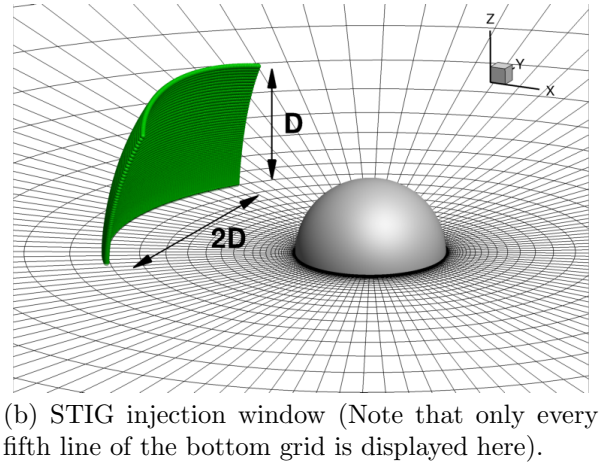 Z
Y
X
D
2D
(b) STIG injection window (Note that only every
fifth line of the bottom grid is displayed here).